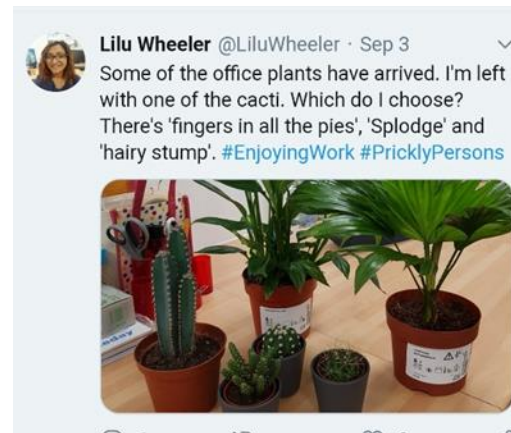 Lilu Wheeler @LiluWheeler · Sep 3
Some of the office plants have arrived. I'm left
with one of the cacti. Which do I choose?
There's 'fingers in all the pies', 'Splodge' and
'hairy stump'. #EnjoyingWork #PricklyPersons